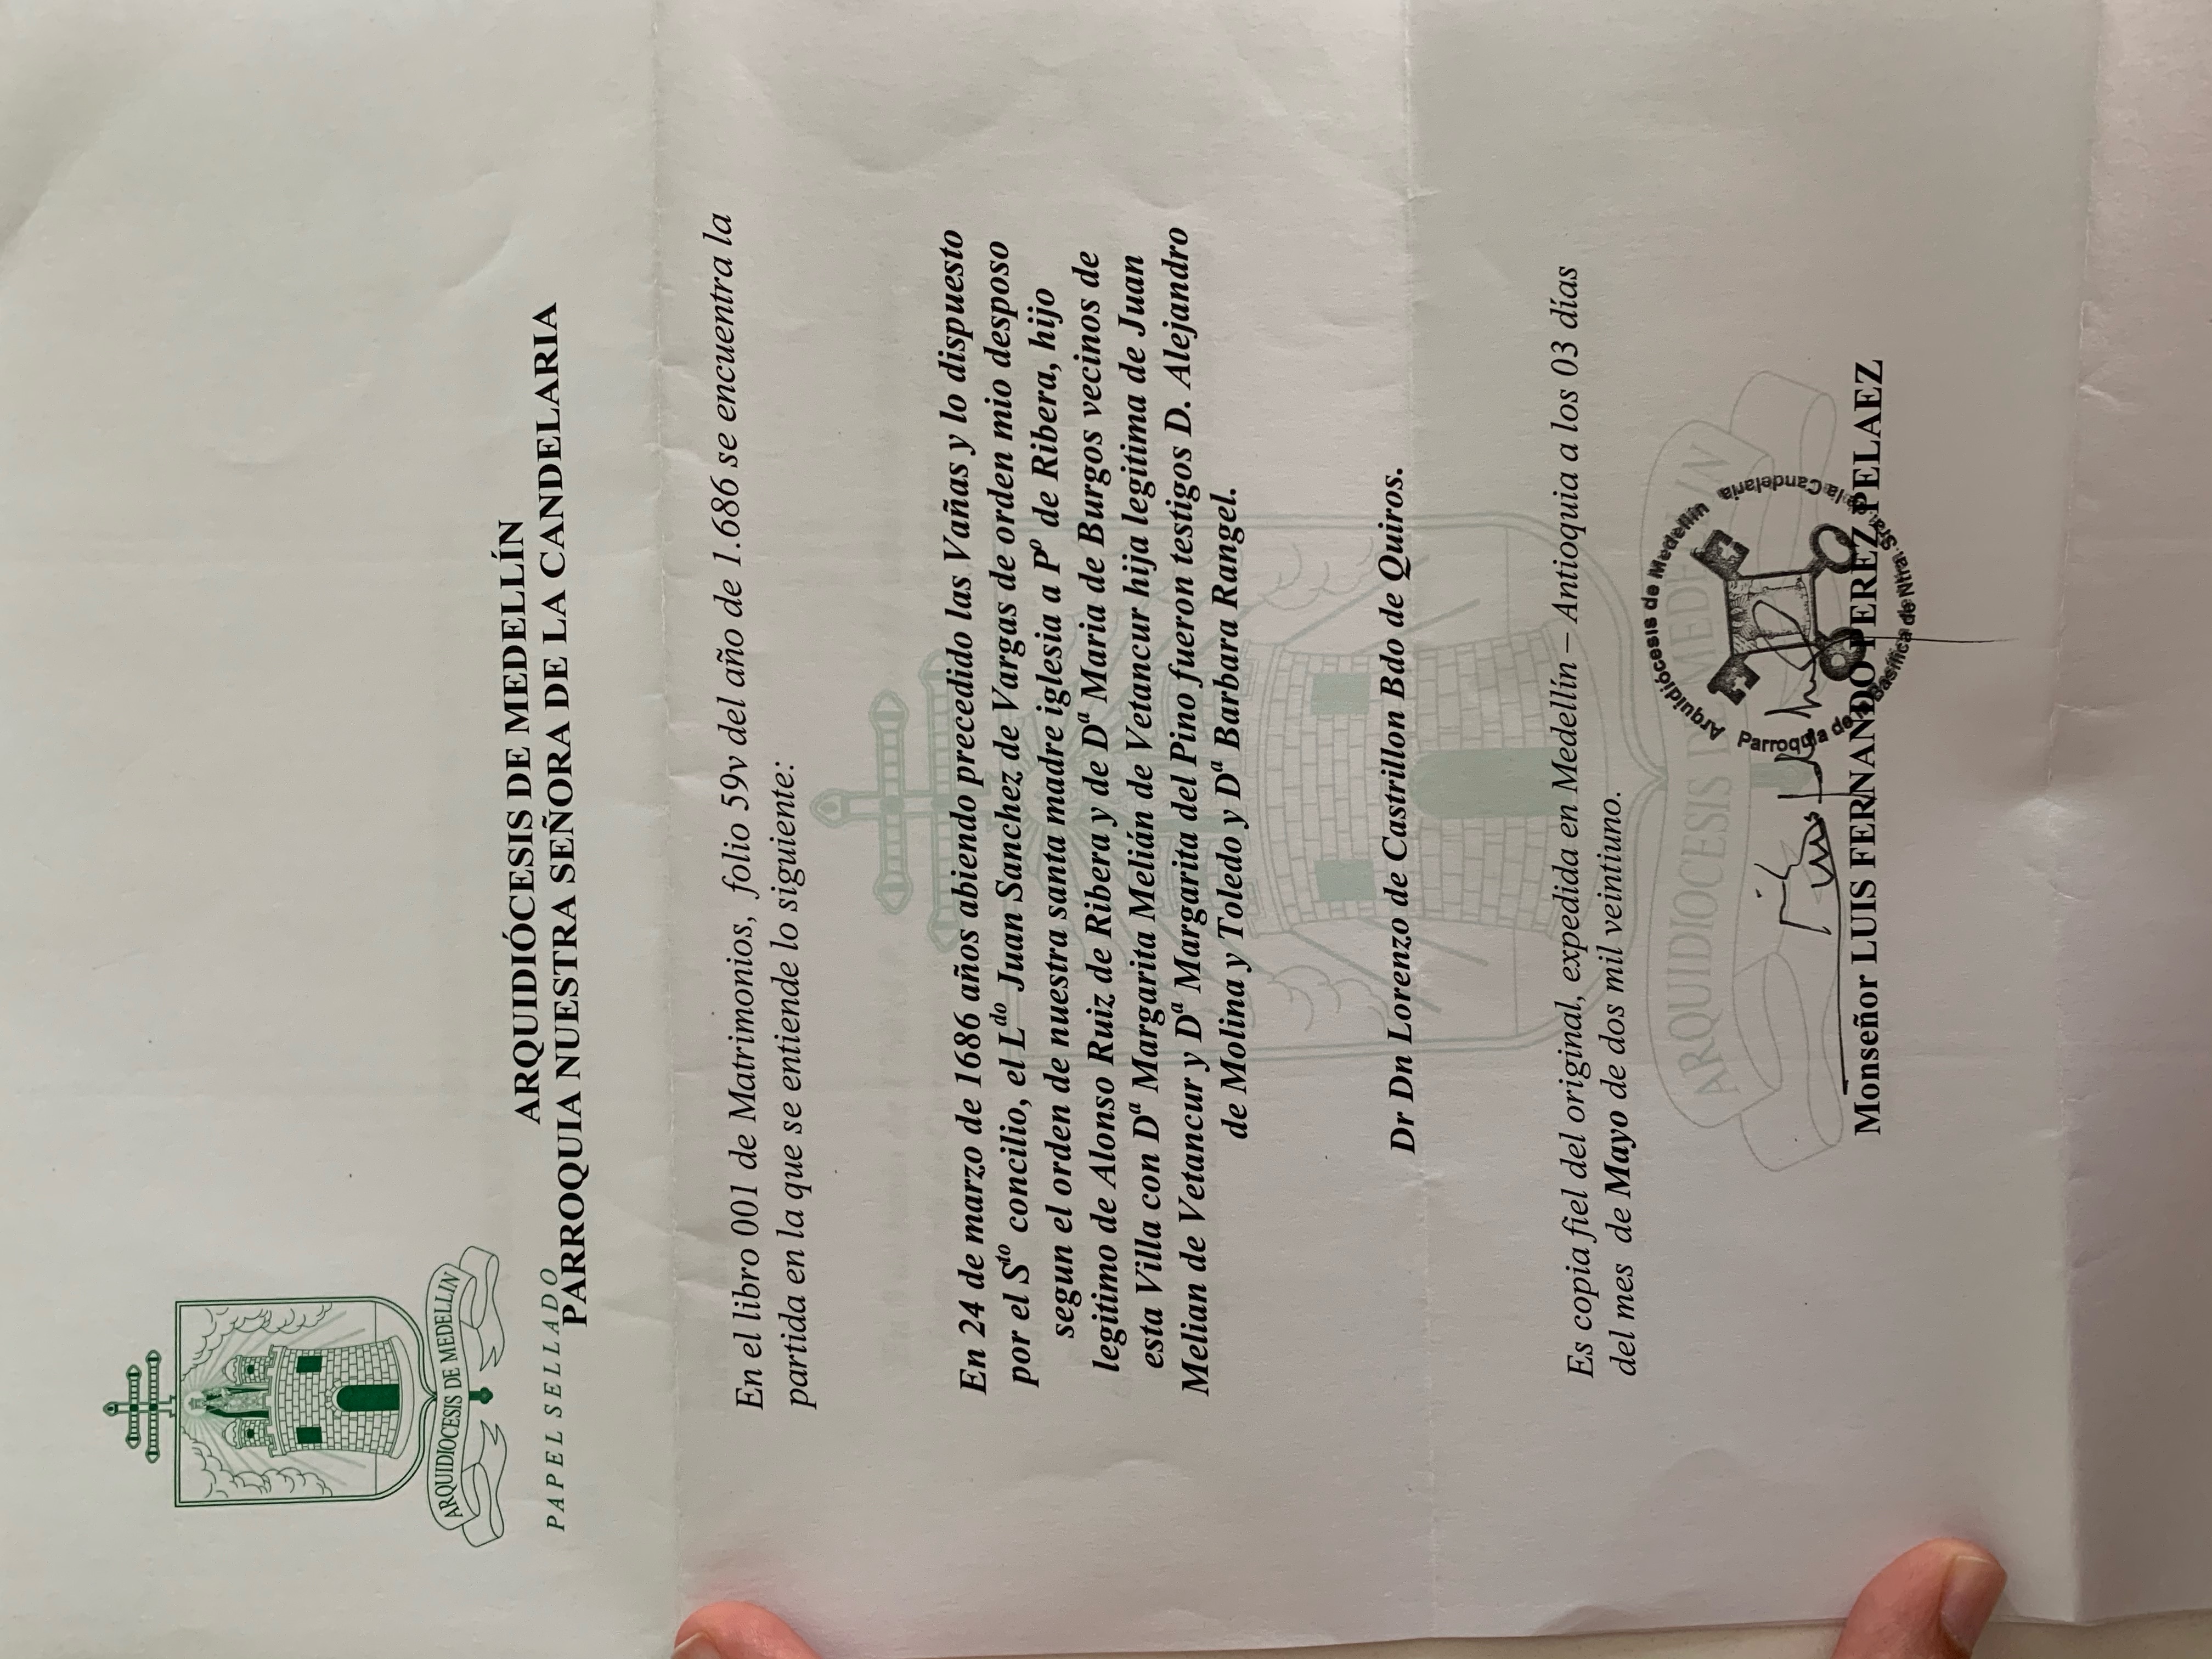 ARQUIDIOCESIS DE MEDELLIN
PAPEL SELLADO
ARQUIDIÓCESIS DE MEDELLÍN
PARROQUIA NUESTRA SEÑORA DE LA CANDELARIA
En el libro 001 de Matrimonios, folio 59v del año de 1.686 se encuentra la
partida en la que se entiende lo siguiente:
En 24 de marzo de 1686 años abiendo precedido las Vañas y lo dispuesto
por el Sto concilio, el Ldo Juan Sanchez de Vargas de orden mio desposo
segun el orden de nuestra santa madre iglesia a Pº de Ribera, hijo
legitimo de Alonso Ruiz de Ribera y de Dª Maria de Burgos vecinos de
esta Villa con Dª Margarita Melián de Vetancur hija legitima de Juan
Melian de Vetancur y Dª Margarita del Pino fueron testigos D. Alejandro
de Molina y Toledo y Dª Barbara Rangel.
Dr Dn Lorenzo de Castrillon Bdo de Quiros.
Es copia fiel del original, expedida en Medellín – Antioquia a los 03 días
del mes de Mayo de dos mil veintiuno.
ARQUIDIOCESIS DE MEDELLIN
Arquidiócesis de Medellín
Parroquia de Basílica de Ntra. Sra. de la Candelaria
Monseñor LUIS FERNANDO PEREZ PELAEZ